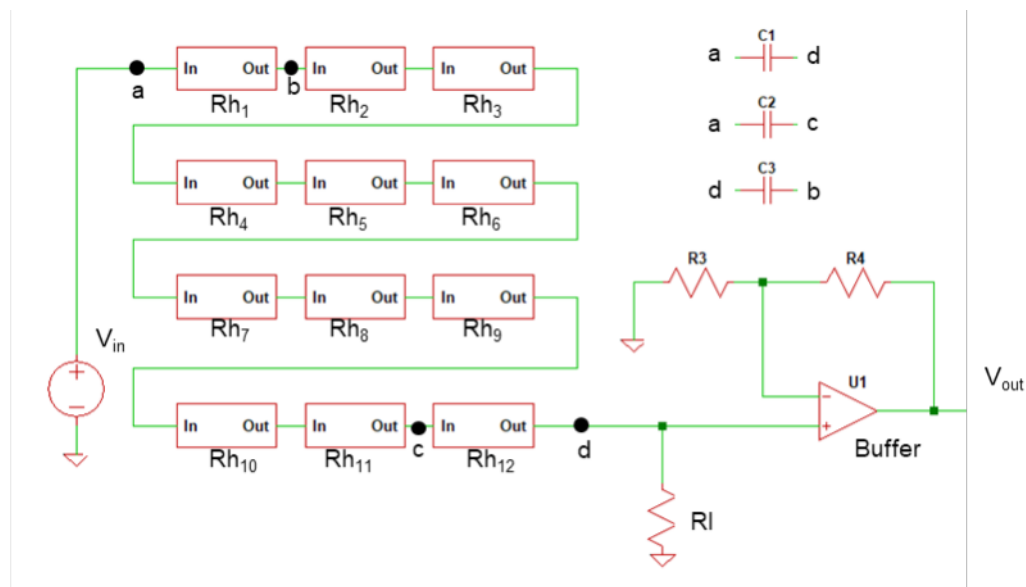 a
In Out
Rh₁
b
In Out
Rh₂
In Out
Rh₃
In Out
Rh₄
In Out
Rh₅
In Out
Rh₆
In Out
Rh₇
In Out
Rh₈
In Out
Rh₉
In Out
Rh₁₀
In Out
Rh₁₁
c
In Out
Rh₁₂
d
Vᵢₙ
+
−
C1
a d
C2
a c
C3
d b
R3
R4
U1
−
+
Buffer
Rl
Vₒᵤₜ